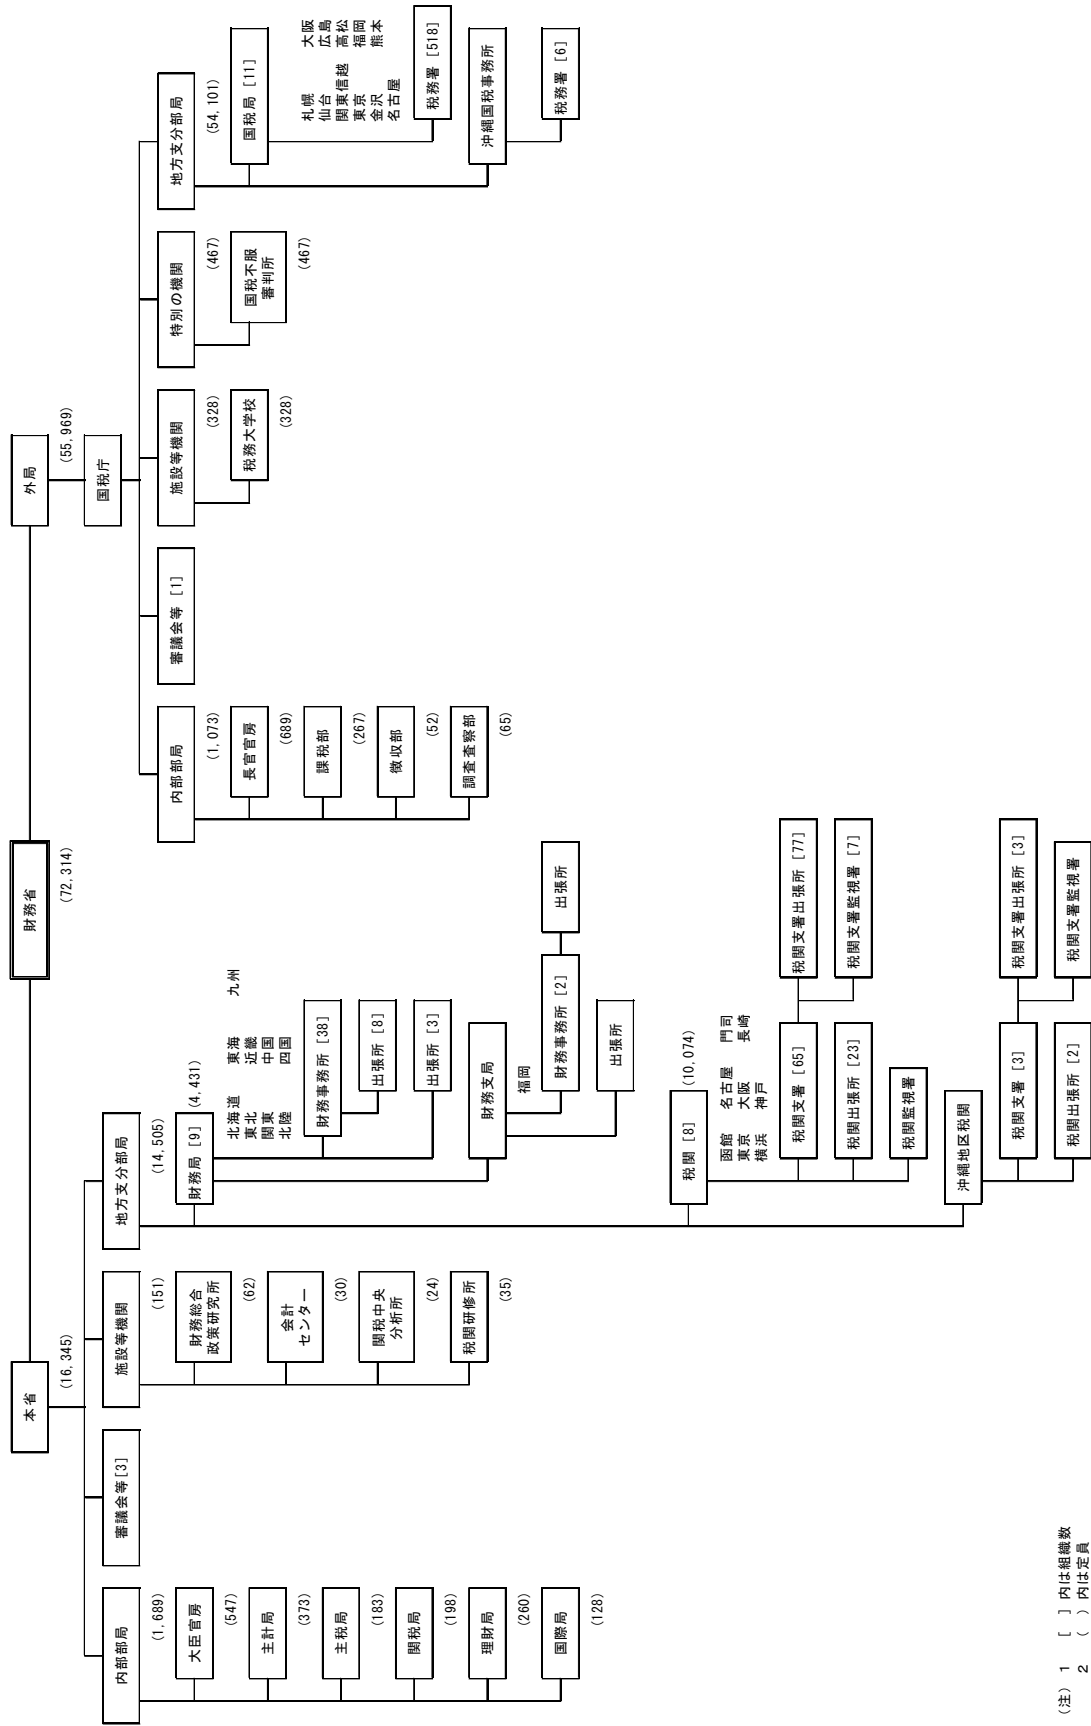 財務省
(72,314)
本省
(16,345)
内部部局
(1,689)
大臣官房
(547)
主計局
(373)
主税局
(183)
関税局
(198)
理財局
(260)
国際局
(128)
審議会等[3]
施設等機関
(151)
財務総合
政策研究所
(62)
会計
センター
(30)
関税中央
分析所
(24)
税関研修所
(35)
地方支分部局
(14,505)
財務局 [9]
(4,431)
北海道 東海 九州
東北 近畿
関東 中国
北陸 四国
財務事務所 [38]
出張所 [8]
出張所 [3]
財務支局
福岡
財務事務所 [2]
出張所
出張所
税関 [8]
(10,074)
函館 名古屋 門司
東京 大阪 長崎
横浜 神戸
税関支署 [65]
税関支署出張所 [77]
税関支署監視署 [7]
税関出張所 [23]
税関監視署
沖縄地区税関
税関支署 [3]
税関支署出張所 [3]
税関支署監視署
税関出張所 [2]
外局
(55,969)
国税庁
内部部局
(1,073)
長官官房
(689)
課税部
(267)
徴収部
(52)
調査査察部
(65)
審議会等 [1]
施設等機関
(328)
税務大学校
(328)
特別の機関
(467)
国税不服
審判所
(467)
地方支分部局
(54,101)
国税局 [11]
札幌 大阪
仙台 広島
関東信越 高松
東京 福岡
金沢 熊本
名古屋
税務署 [518]
沖縄国税事務所
税務署 [6]
(注) 1 [ ] 内は組織数
2 ( ) 内は定員